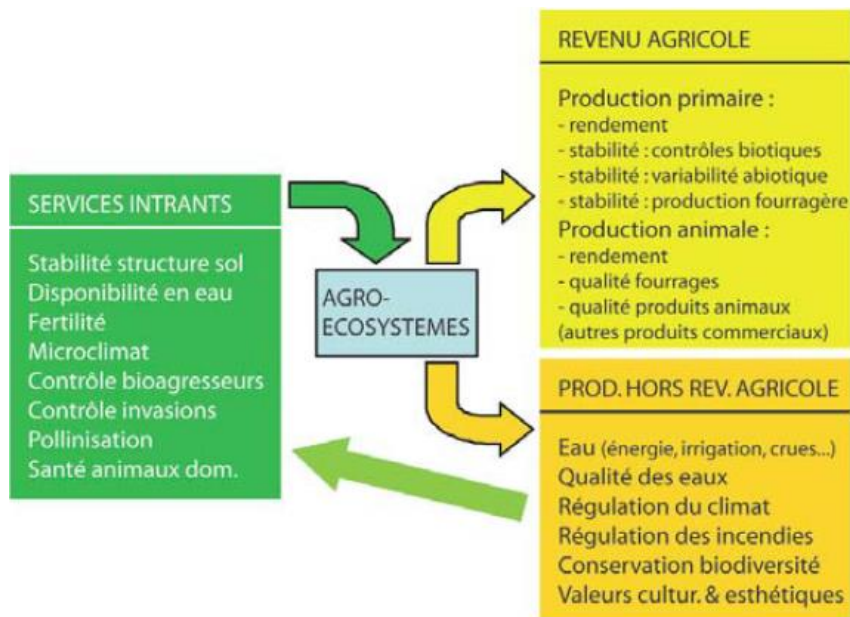 SERVICES INTRANTS
Stabilité structure sol
Disponibilité en eau
Fertilité
Microclimat
Contrôle bioagresseurs
Contrôle invasions
Pollinisation
Santé animaux dom.
AGRO-
ECOSYSTEMES
REVENU AGRICOLE
Production primaire :
- rendement
- stabilité : contrôles biotiques
- stabilité : variabilité abiotique
- stabilité : production fourragère
Production animale :
- rendement
- qualité fourrages
- qualité produits animaux
(autres produits commerciaux)
PROD. HORS REV. AGRICOLE
Eau (énergie, irrigation, crues...)
Qualité des eaux
Régulation du climat
Régulation des incendies
Conservation biodiversité
Valeurs cultur. & esthétiques